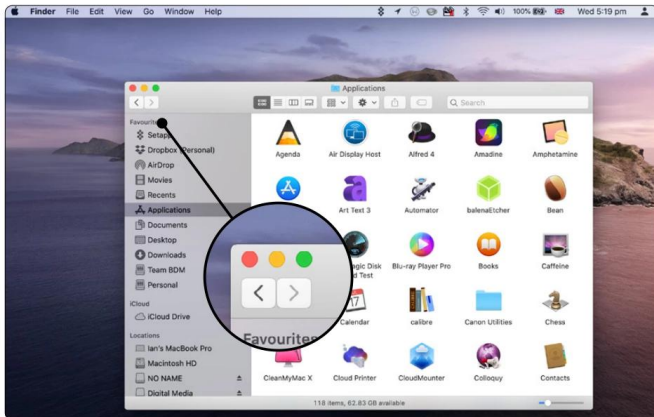 Finder File Edit View Go Window Help 100% Wed 5:19 pm
Applications
Search
Favourites
Setapp
Dropbox (Personal)
AirDrop
Movies
Recents
Applications
Documents
Desktop
Downloads
Team BDM
Personal
iCloud
iCloud Drive
Locations
Ian's MacBook Pro
Macintosh HD
NO NAME
Digital Media
Agenda Air Display Host Alfred 4 Amadine Amphetamine
Art Text 3 Automator balenaEtcher Bean
Disk Blu-ray Player Pro Books Caffeine
Test
17
Calendar calibre Canon Utilities Chess
CleanMyMac X Cloud Printer CloudMounter Colloquy Contacts
Favourites
118 items, 62.83 GB available